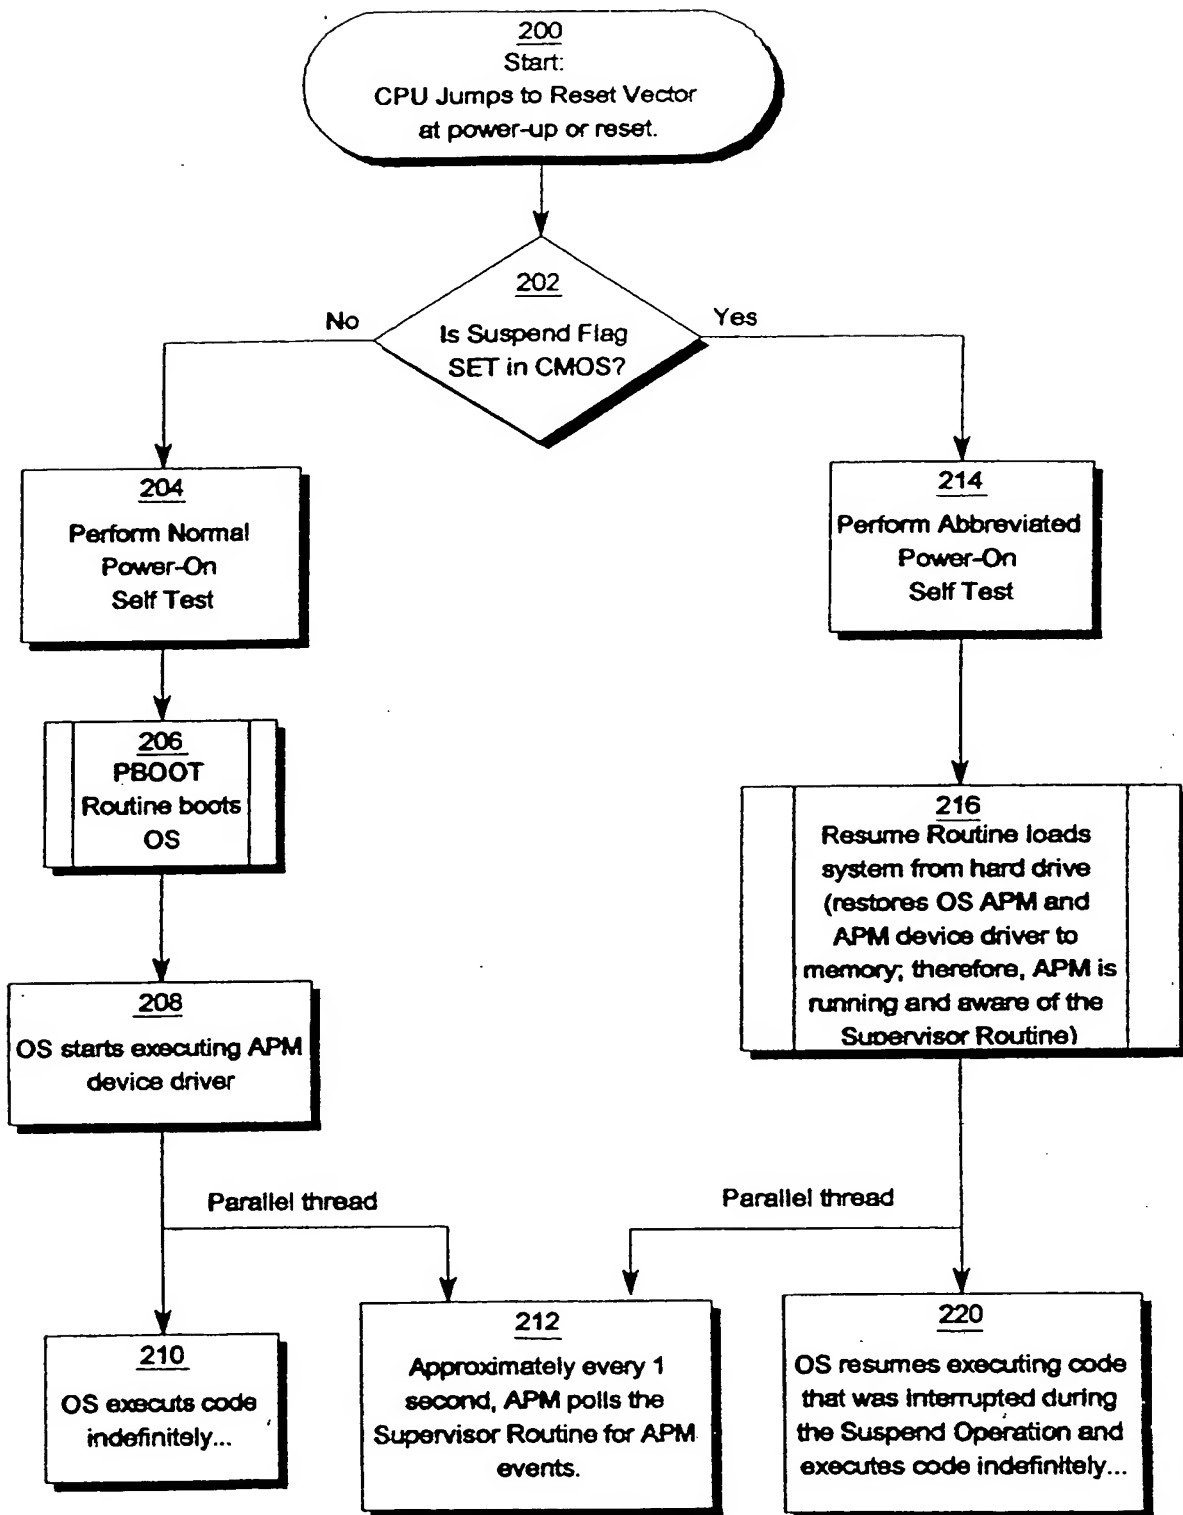 200
Start:
CPU Jumps to Reset Vector
at power-up or reset.
202
Is Suspend Flag
SET in CMOS?
No
Yes
204
Perform Normal
Power-On
Self Test
214
Perform Abbreviated
Power-On
Self Test
206
PBOOT
Routine boots
OS
216
Resume Routine loads
system from hard drive
(restores OS APM and
APM device driver to
memory; therefore, APM is
running and aware of the
Supervisor Routine)
208
OS starts executing APM
device driver
Parallel thread
Parallel thread
210
OS executs code
indefinitely...
212
Approximately every 1
second, APM polls the
Supervisor Routine for APM
events.
220
OS resumes executing code
that was interrupted during
the Suspend Operation and
executes code indefinitely...